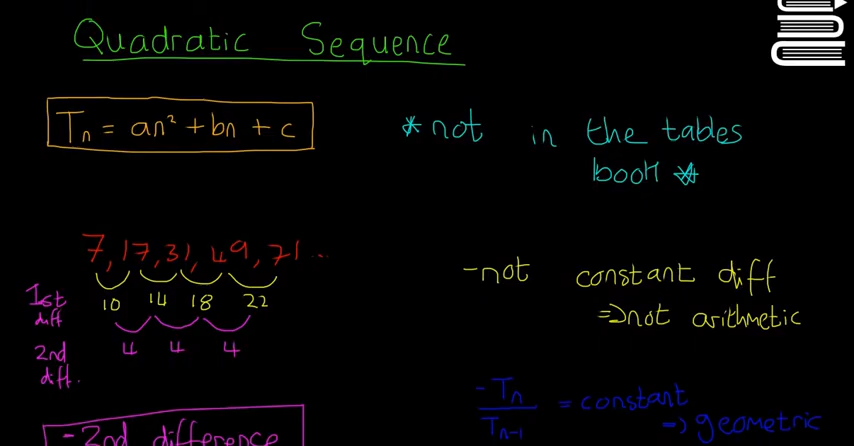 Quadratic Sequence
Tₙ = an² + bn + c
* not in the tables
book *
7, 17, 31, 49, 71 ...
1st diff
10 14 18 22
2nd diff.
4 4 4
- not constant diff
⇒ not arithmetic
- Tₙ / Tₙ₋₁ = constant
⇒ geometric
- 2nd difference